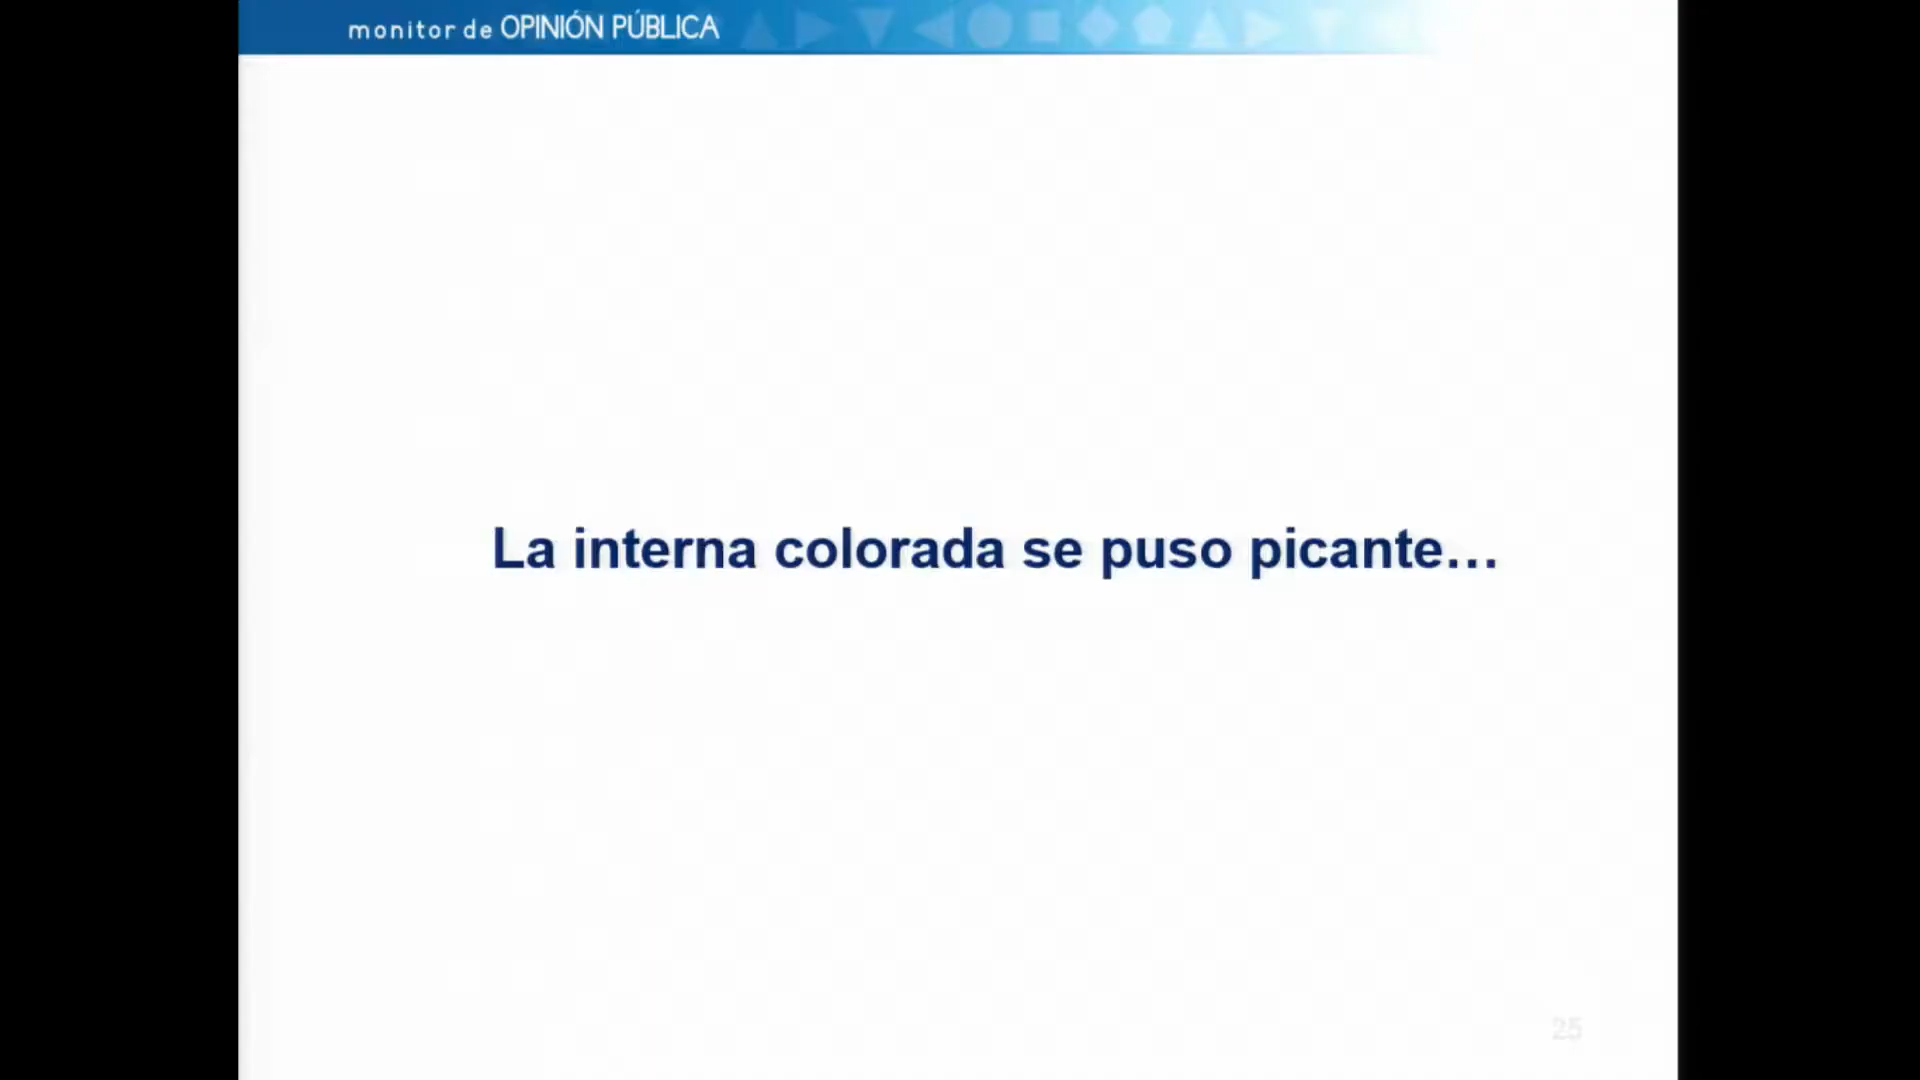 monitor de OPINIÓN PÚBLICA
La interna colorada se puso picante…
25